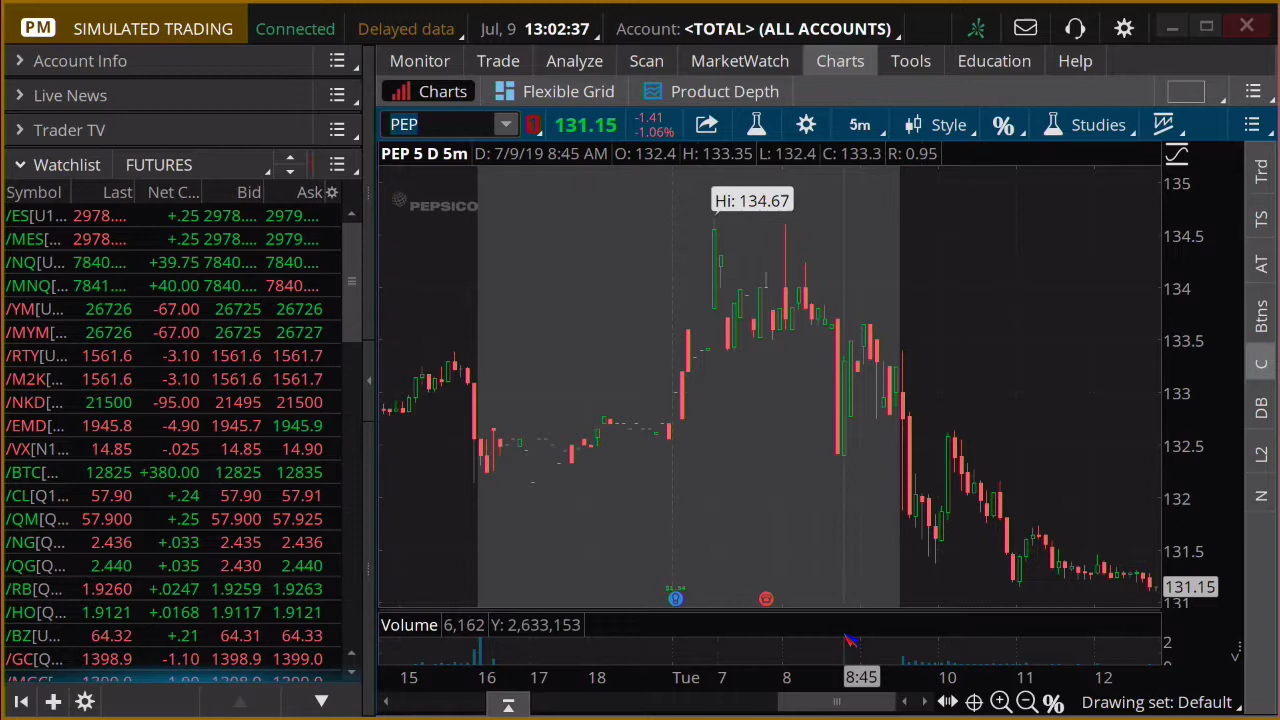 PM SIMULATED TRADING Connected Delayed data Jul, 9 13:02:37 Account: <TOTAL> (ALL ACCOUNTS)
Account Info
Live News
Trader TV
Watchlist FUTURES
Symbol Last Net C... Bid Ask
/ES[U1... 2978.... +.25 2978.... 2979....
/MES[... 2978.... +.25 2978.... 2979....
/NQ[U... 7840.... +39.75 7840.... 7840....
/MNQ[... 7841.... +40.00 7840.... 7840....
/YM[U... 26726 -67.00 26725 26726
/MYM[... 26726 -67.00 26725 26727
/RTY[U... 1561.6 -3.10 1561.6 1561.7
/M2K[... 1561.6 -3.10 1561.6 1561.7
/NKD[... 21500 -95.00 21495 21500
/EMD[... 1945.8 -4.90 1945.7 1945.9
/VX[N1... 14.85 -.025 14.85 14.90
/BTC[... 12825 +380.00 12825 12835
/CL[Q1... 57.90 +.24 57.90 57.91
/QM[Q... 57.900 +.25 57.900 57.925
/NG[Q... 2.436 +.033 2.435 2.436
/QG[Q... 2.440 +.035 2.430 2.440
/RB[Q... 1.9260 +.0247 1.9259 1.9263
/HO[Q... 1.9121 +.0168 1.9117 1.9121
/BZ[U... 64.32 +.21 64.31 64.33
/GC[Q... 1398.9 -1.10 1398.9 1399.0
Monitor Trade Analyze Scan MarketWatch Charts Tools Education Help
Charts Flexible Grid Product Depth
PEP 131.15 -1.41 -1.06% 5m Style % Studies
PEP 5 D 5m D: 7/9/19 8:45 AM O: 132.4 H: 133.35 L: 132.4 C: 133.3 R: 0.95
PEPSICO
Hi: 134.67
135
134.5
134
133.5
133
132.5
132
131.5
131.15
131
Volume 6,162 Y: 2,633,153
2
1
15 16 17 18 Tue 7 8 8:45 10 11 12
% Drawing set: Default
Trd
TS
AT
Btns
C
DB
L2
N